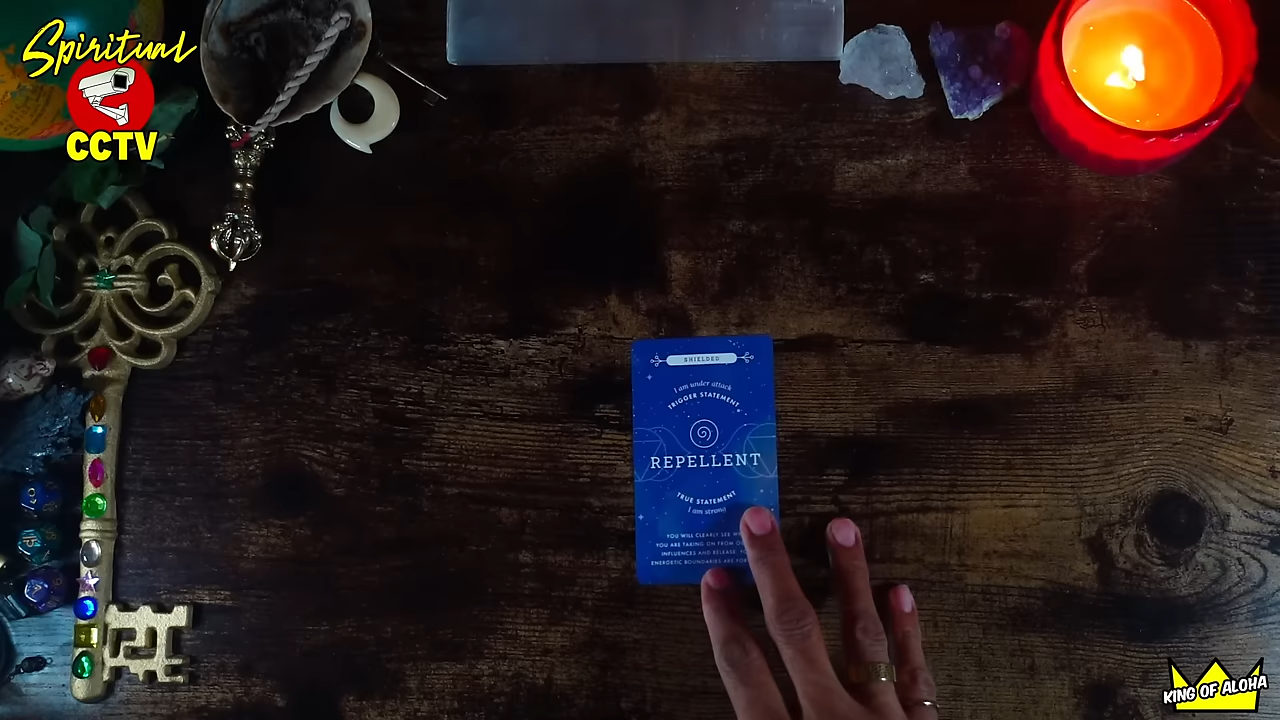 Spiritual
CCTV
SHIELDED
I am under attack
TRIGGER STATEMENT
REPELLENT
TRUE STATEMENT
I am strong
YOU WILL CLEARLY SEE
YOU ARE TAKING ON FROM
INFLUENCES AND RELEASE.
ENERGETIC BOUNDARIES ARE
KING OF ALOHA